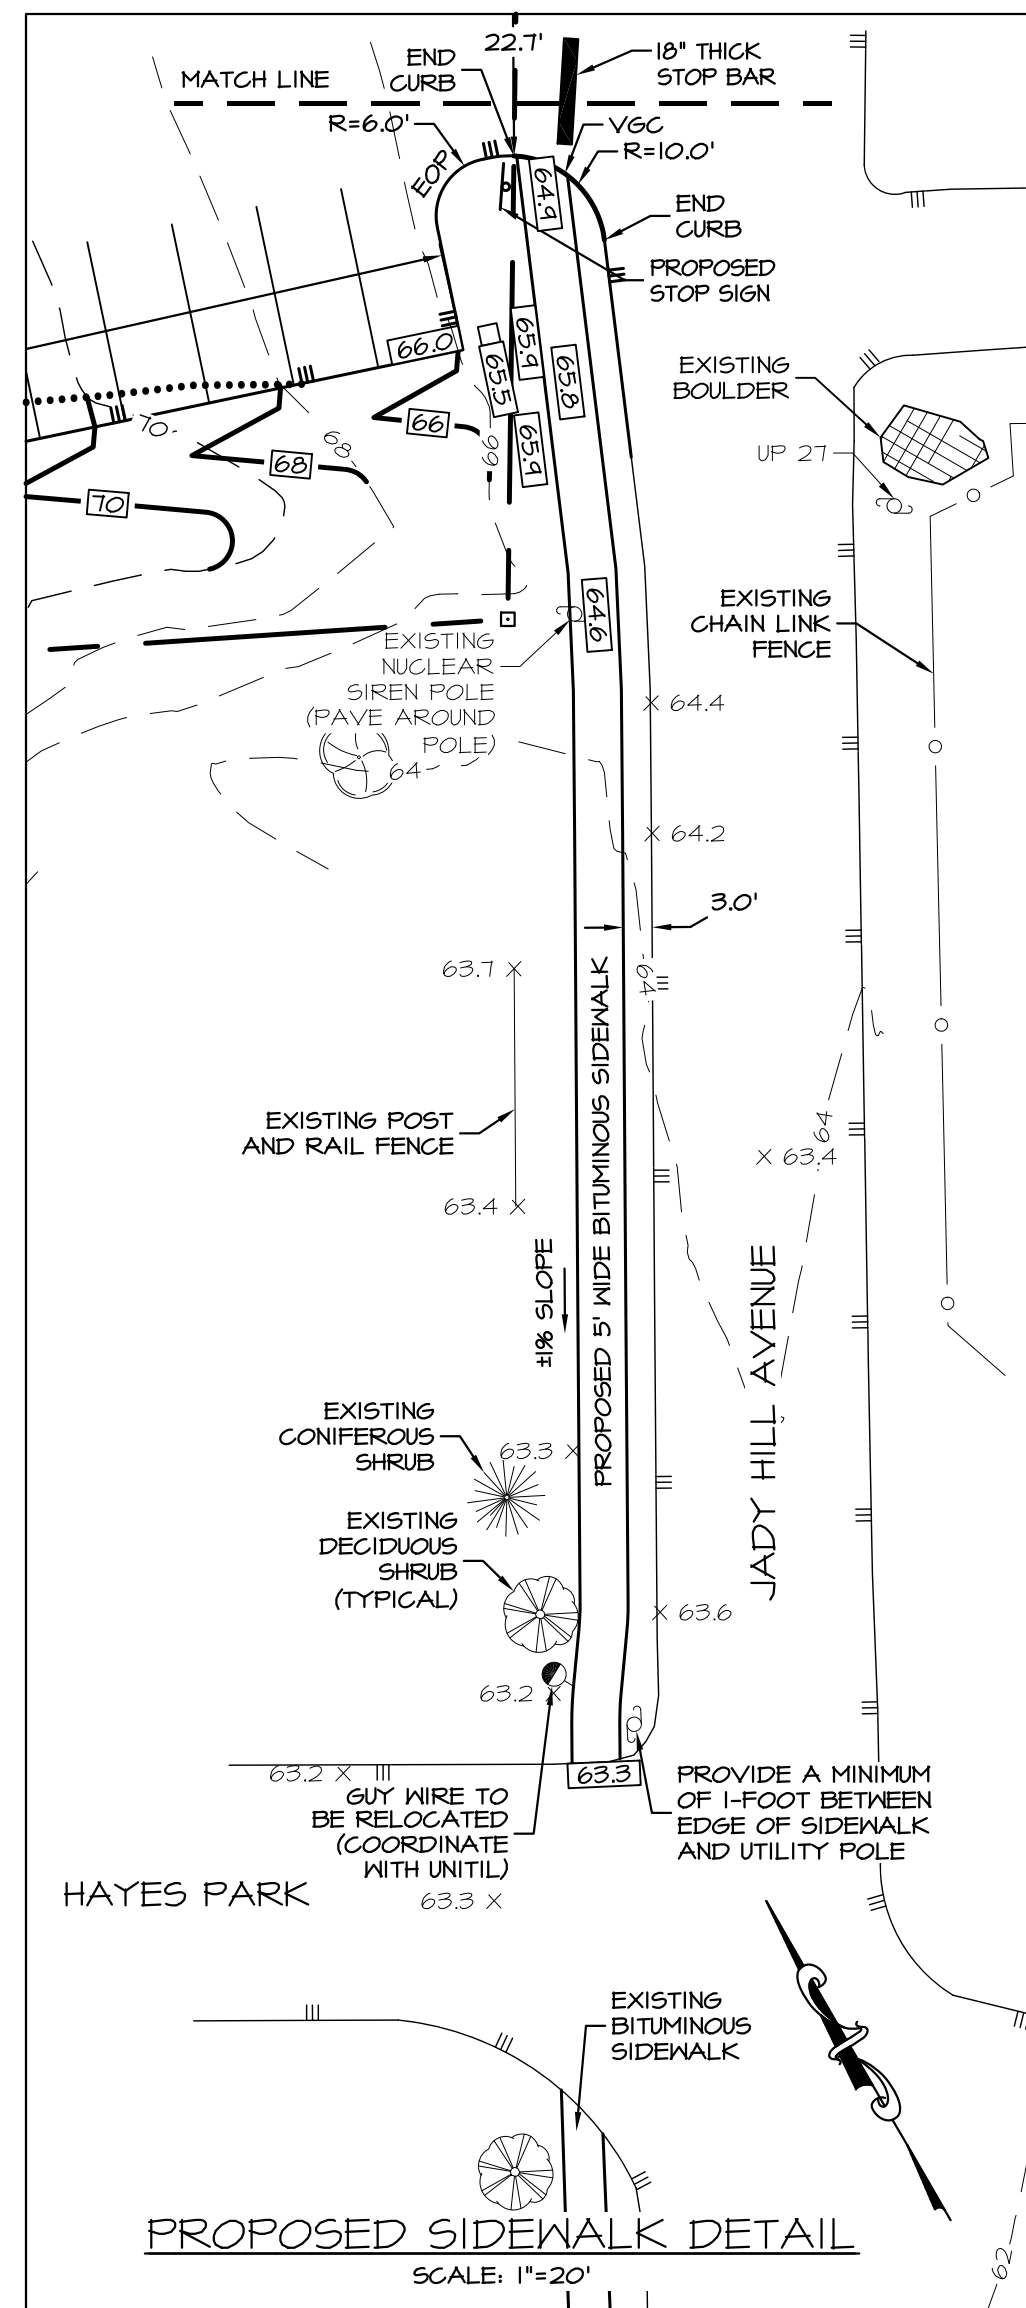 22.7'
END
CURB
18" THICK
STOP BAR
MATCH LINE
R=6.0'
VGC
R=10.0'
EOP
64.9
END
CURB
PROPOSED
STOP SIGN
66.0
65.9
65.5
65.8
EXISTING
BOULDER
70
66
68
66
65.9
68
UP 27
70
64.6
EXISTING
CHAIN LINK
FENCE
EXISTING
NUCLEAR
SIREN POLE
(PAVE AROUND
POLE)
X 64.4
64
X 64.2
3.0'
63.7 X
64
EXISTING POST
AND RAIL FENCE
64
X 63.4
63.4 X
±1% SLOPE
PROPOSED 5' WIDE BITUMINOUS SIDEWALK
JADY HILL AVENUE
EXISTING
CONIFEROUS
SHRUB
63.3 X
EXISTING
DECIDUOUS
SHRUB
(TYPICAL)
X 63.6
63.2 X
63.2 X
63.3
GUY WIRE TO
BE RELOCATED
(COORDINATE
WITH UNITIL)
PROVIDE A MINIMUM
OF 1-FOOT BETWEEN
EDGE OF SIDEWALK
AND UTILITY POLE
HAYES PARK
63.3 X
EXISTING
BITUMINOUS
SIDEWALK
PROPOSED SIDEWALK DETAIL
SCALE: 1"=20'
62